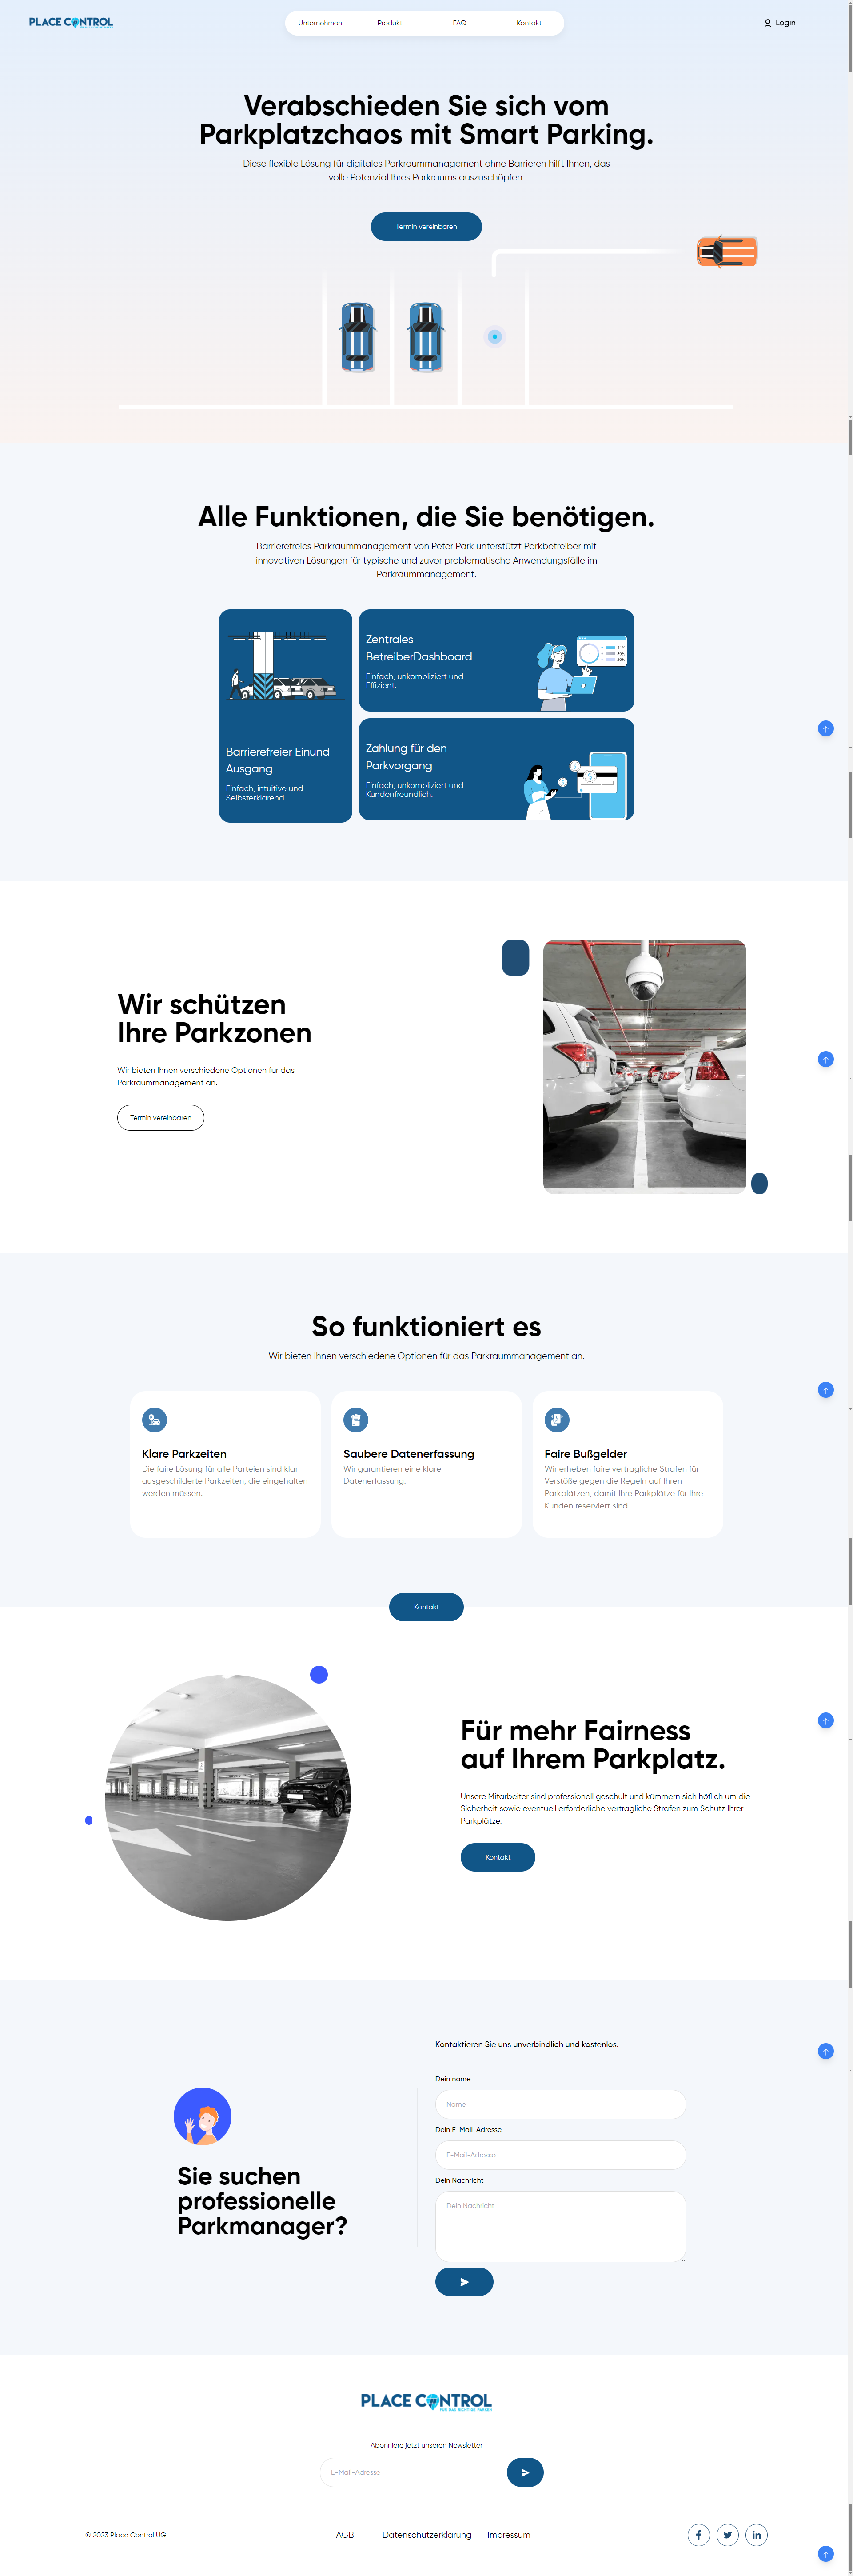 PLACE CONTROL
Unternehmen
Produkt
FAQ
Kontakt
Login
Verabschieden Sie sich vom
Parkplatzchaos mit Smart Parking.
Diese flexible Lösung für digitales Parkraummanagement ohne Barrieren hilft Ihnen, das
volle Potenzial Ihres Parkraums auszuschöpfen.
Termin vereinbaren
Alle Funktionen, die Sie benötigen.
Barrierefreies Parkraummanagement von Peter Park unterstützt Parkbetreiber mit
innovativen Lösungen für typische und zuvor problematische Anwendungsfälle im
Parkraummanagement.
Zentrales
BetreiberDashboard
Einfach, unkompliziert und
Effizient.
Barrierefreier Einund
Ausgang
Einfach, intuitive und
Selbsterklärend.
Zahlung für den
Parkvorgang
Einfach, unkompliziert und
Kundenfreundlich.
Wir schützen
Ihre Parkzonen
Wir bieten Ihnen verschiedene Optionen für das
Parkraummanagement an.
Termin vereinbaren
So funktioniert es
Wir bieten Ihnen verschiedene Optionen für das Parkraummanagement an.
Klare Parkzeiten
Die faire Lösung für alle Parteien sind klar
ausgeschilderte Parkzeiten, die eingehalten
werden müssen.
Saubere Datenerfassung
Wir garantieren eine klare
Datenerfassung.
Faire Bußgelder
Wir erheben faire vertragliche Strafen für
Verstöße gegen die Regeln auf Ihren
Parkplätzen, damit Ihre Parkplätze für Ihre
Kunden reserviert sind.
Kontakt
Für mehr Fairness
auf Ihrem Parkplatz.
Unsere Mitarbeiter sind professionell geschult und kümmern sich höflich um die
Sicherheit sowie eventuell erforderliche vertragliche Strafen zum Schutz Ihrer
Parkplätze.
Kontakt
Kontaktieren Sie uns unverbindlich und kostenlos.
Sie suchen
professionelle
Parkmanager?
Dein name
Name
Dein E-Mail-Adresse
E-Mail-Adresse
Dein Nachricht
Dein Nachricht
PLACE CONTROL
FÜR DAS RICHTIGE PARKEN
Abonniere jetzt unseren Newsletter
E-Mail-Adresse
© 2023 Place Control UG
AGB
Datenschutzerklärung
Impressum